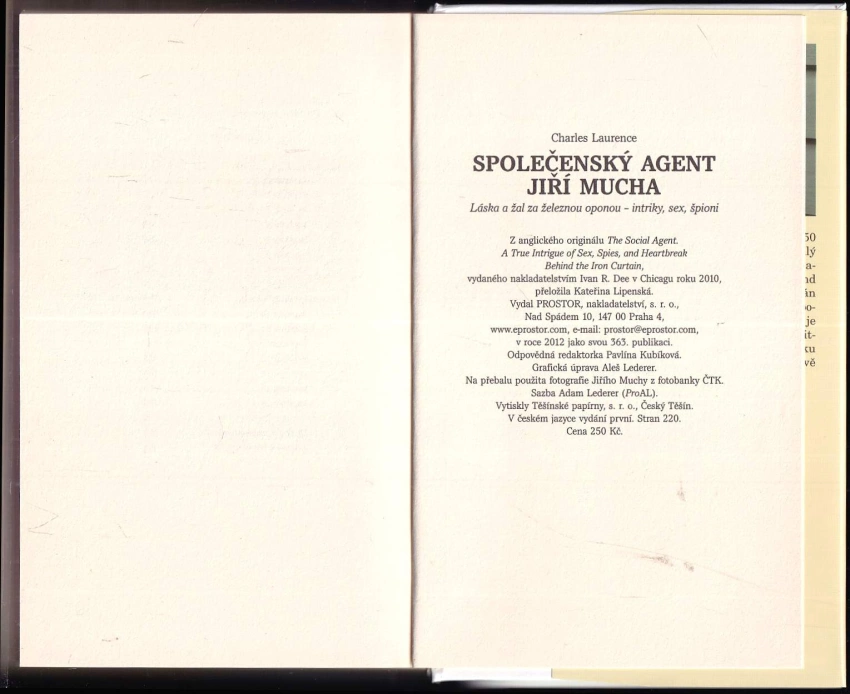 Charles Laurence
SPOLEČENSKÝ AGENT
JIŘÍ MUCHA
Láska a žal za železnou oponou – intriky, sex, špioni
Z anglického originálu The Social Agent.
A True Intrigue of Sex, Spies, and Heartbreak
Behind the Iron Curtain,
vydaného nakladatelstvím Ivan R. Dee v Chicagu roku 2010,
přeložila Kateřina Lipenská.
Vydal PROSTOR, nakladatelství, s. r. o.,
Nad Spádem 10, 147 00 Praha 4,
www.eprostor.com, e-mail: prostor@eprostor.com,
v roce 2012 jako svou 363. publikaci.
Odpovědná redaktorka Pavlína Kubíková.
Grafická úprava Aleš Lederer.
Na přebalu použita fotografie Jiřího Muchy z fotobanky ČTK.
Sazba Adam Lederer (ProAL).
Vytiskly Těšínské papírny, s. r. o., Český Těšín.
V českém jazyce vydání první. Stran 220.
Cena 250 Kč.